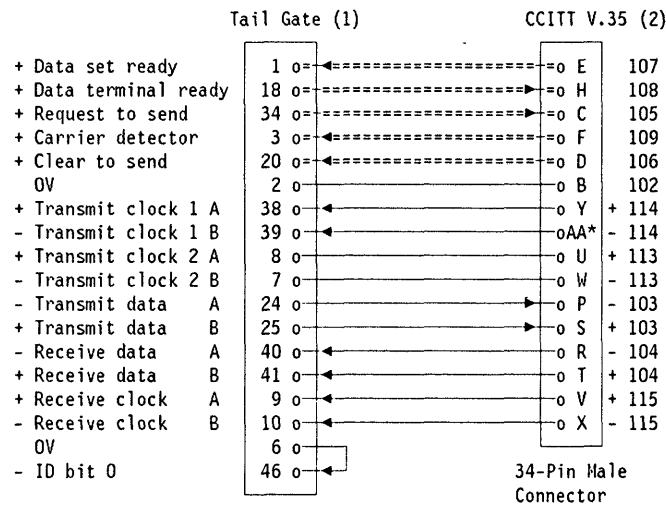 Tail Gate (1) CCITT V.35 (2)
+ Data set ready 1 o o E 107
+ Data terminal ready 18 o o H 108
+ Request to send 34 o o C 105
+ Carrier detector 3 o o F 109
+ Clear to send 20 o o D 106
0V 2 o o B 102
+ Transmit clock 1 A 38 o o Y + 114
- Transmit clock 1 B 39 o oAA* - 114
+ Transmit clock 2 A 8 o o U + 113
- Transmit clock 2 B 7 o o W - 113
- Transmit data A 24 o o P - 103
+ Transmit data B 25 o o S + 103
- Receive data A 40 o o R - 104
+ Receive data B 41 o o T + 104
+ Receive clock A 9 o o V + 115
- Receive clock B 10 o o X - 115
0V 6 o
- ID bit 0 46 o
34-Pin Male
Connector